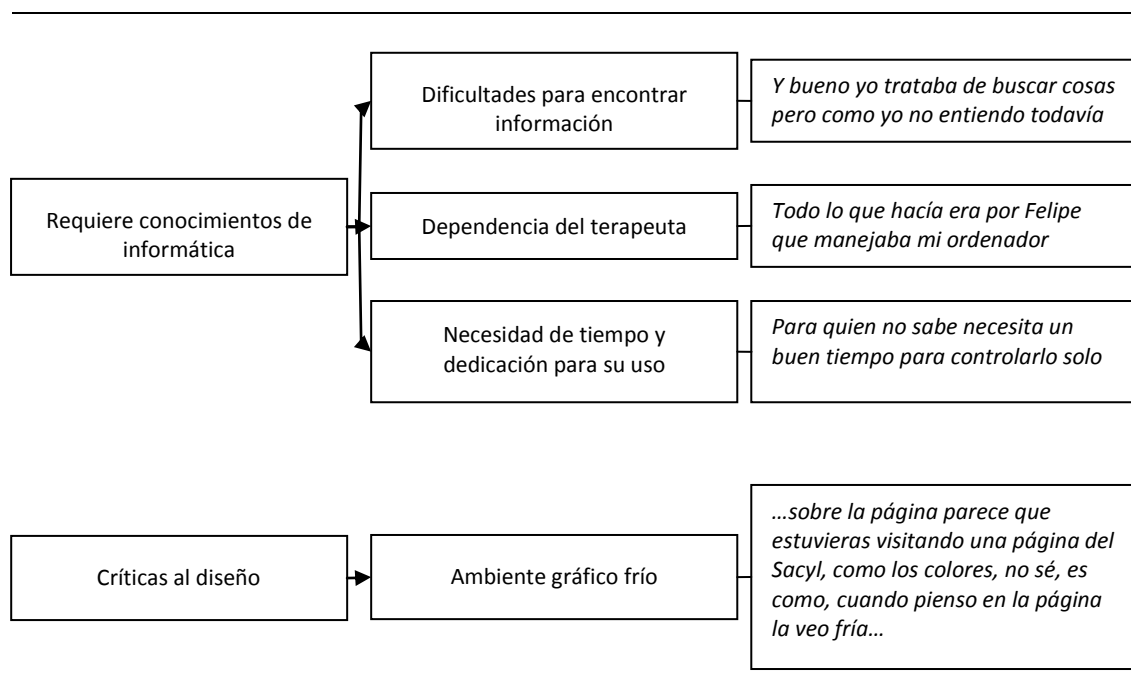 Dificultades para encontrar
información
Y bueno yo trataba de buscar cosas
pero como yo no entiendo todavía
Requiere conocimientos de
informática
Dependencia del terapeuta
Todo lo que hacía era por Felipe
que manejaba mi ordenador
Necesidad de tiempo y
dedicación para su uso
Para quien no sabe necesita un
buen tiempo para controlarlo solo
Críticas al diseño
Ambiente gráfico frío
...sobre la página parece que
estuvieras visitando una página del
Sacyl, como los colores, no sé, es
como, cuando pienso en la página
la veo fría...